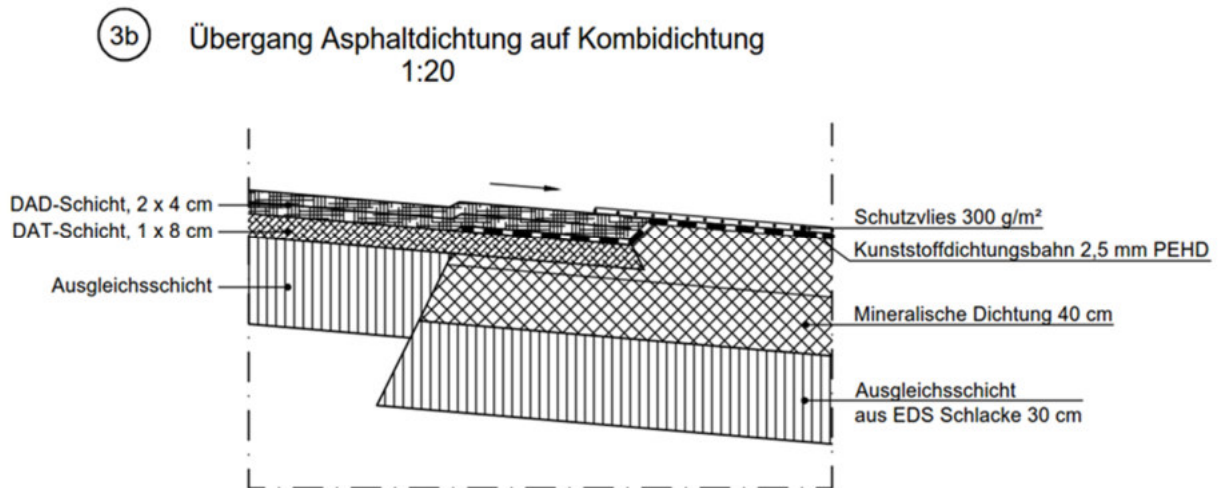 3b Übergang Asphaltdichtung auf Kombidichtung
1:20
DAD-Schicht, 2 x 4 cm
DAT-Schicht, 1 x 8 cm
Ausgleichsschicht
Schutzvlies 300 g/m²
Kunststoffdichtungsbahn 2,5 mm PEHD
Mineralische Dichtung 40 cm
Ausgleichsschicht
aus EDS Schlacke 30 cm